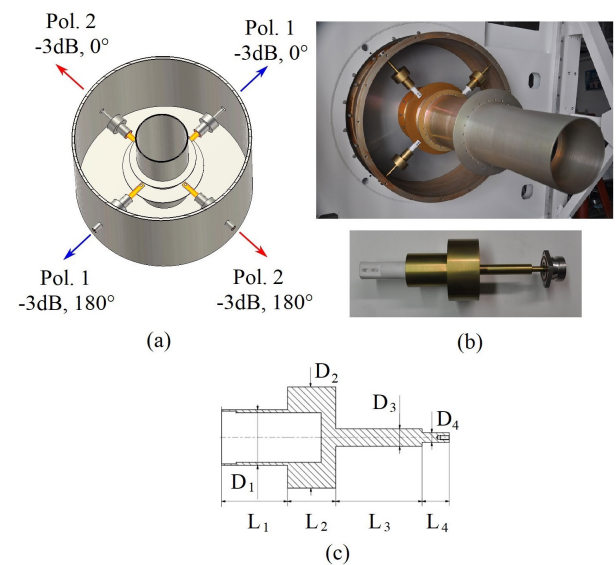 Pol. 2
-3dB, 0°
Pol. 1
-3dB, 0°
Pol. 1
-3dB, 180°
Pol. 2
-3dB, 180°
(a)
(b)
D2
D3
D4
D1
L1
L2
L3
L4
(c)